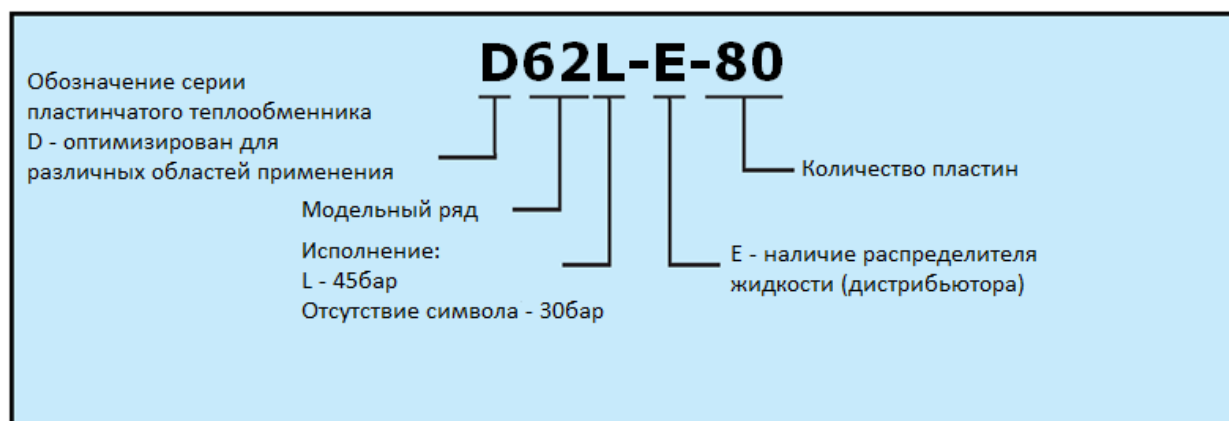 D62L-E-80
Обозначение серии
пластинчатого теплообменника
D - оптимизирован для
различных областей применения
Количество пластин
Модельный ряд
Исполнение:
L - 45бар
Отсутствие символа - 30бар
E - наличие распределителя
жидкости (дистрибьютора)